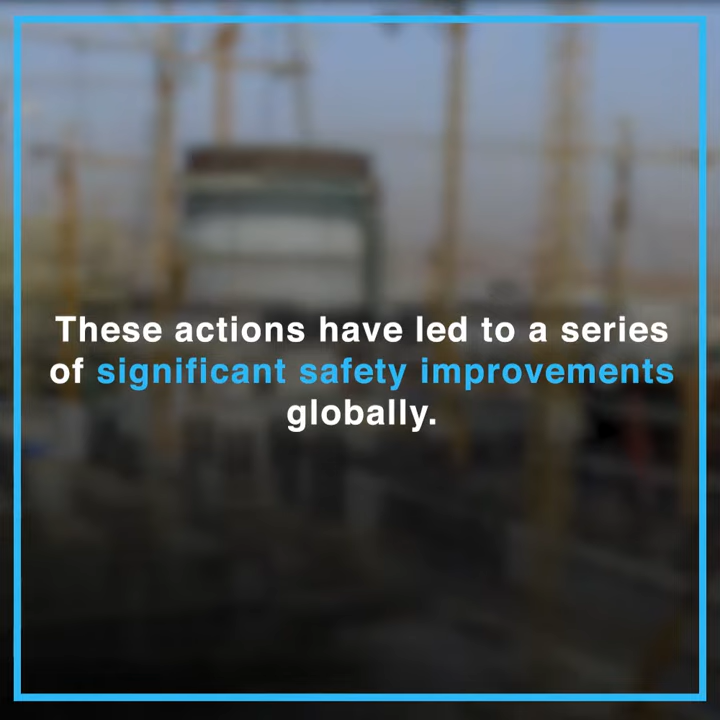 These actions have led to a series
of significant safety improvements
globally.